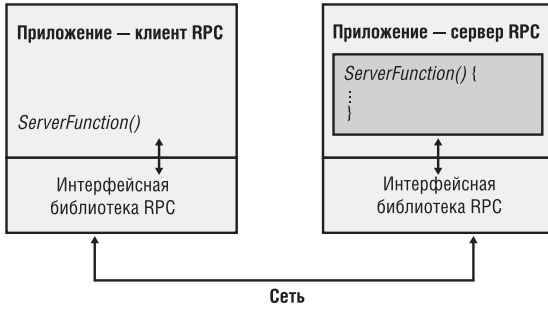 Приложение — клиент RPC
ServerFunction()
Интерфейсная
библиотека RPC
Приложение — сервер RPC
ServerFunction() {
⋮
}
Интерфейсная
библиотека RPC
Сеть